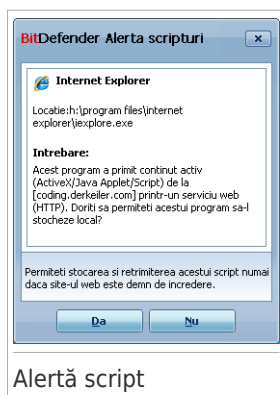 BitDefender Alerta scripturi
Internet Explorer
Locatie:h:\program files\internet
explorer\iexplore.exe
Intrebare:
Acest program a primit continut activ
(ActiveX/Java Applet/Script) de la
[coding.derkeiler.com] printr-un serviciu web
(HTTP). Doriti sa permiteti acestui program sa-l
stocheze local?
Permiteti stocarea si retrimiterea acestui script numai
daca site-ul web este demn de incredere.
Da
Nu
Alertă script